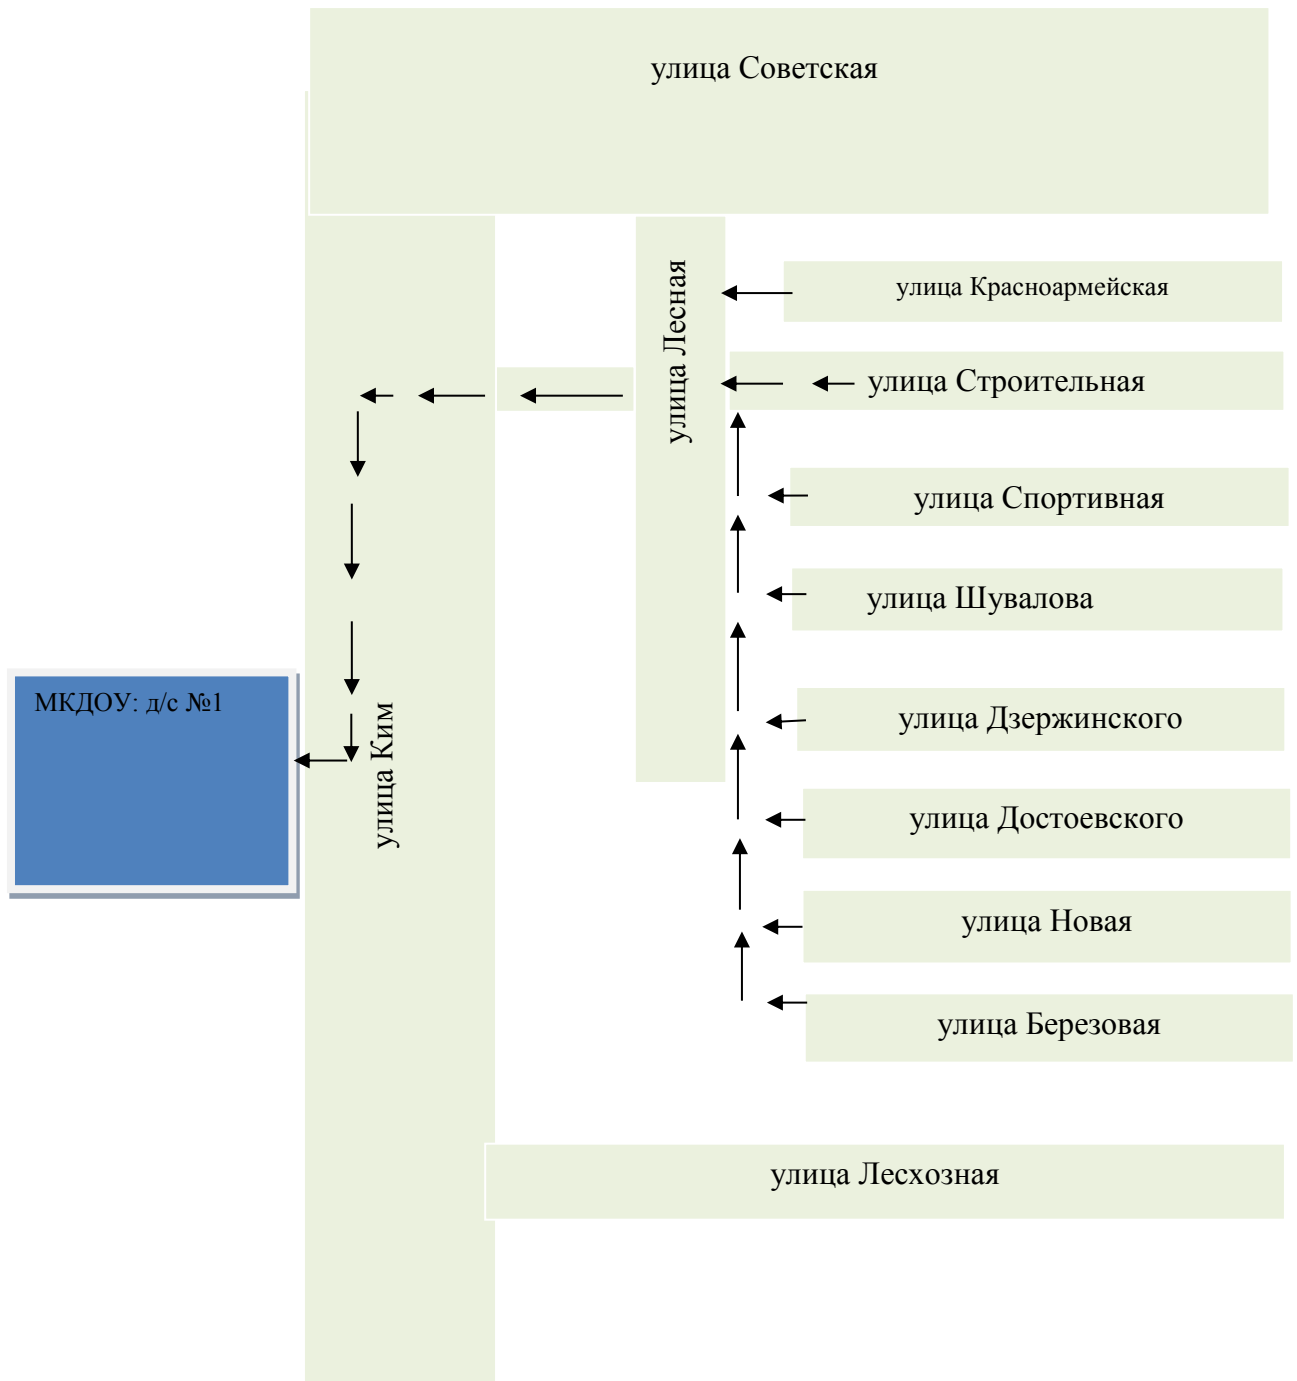 улица Советская
улица Лесная
улица Красноармейская
улица Строительная
улица Спортивная
улица Шувалова
МКДОУ: д/с №1
улица Ким
улица Дзержинского
улица Достоевского
улица Новая
улица Березовая
улица Лесхозная